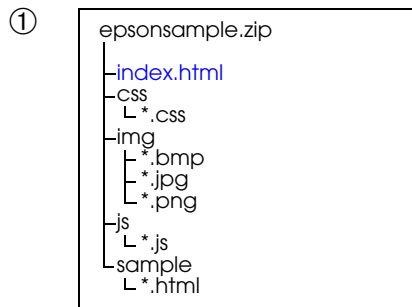 ①
epsonsample.zip
index.html
css
*.css
img
*.bmp
*.jpg
*.png
js
*.js
sample
*.html